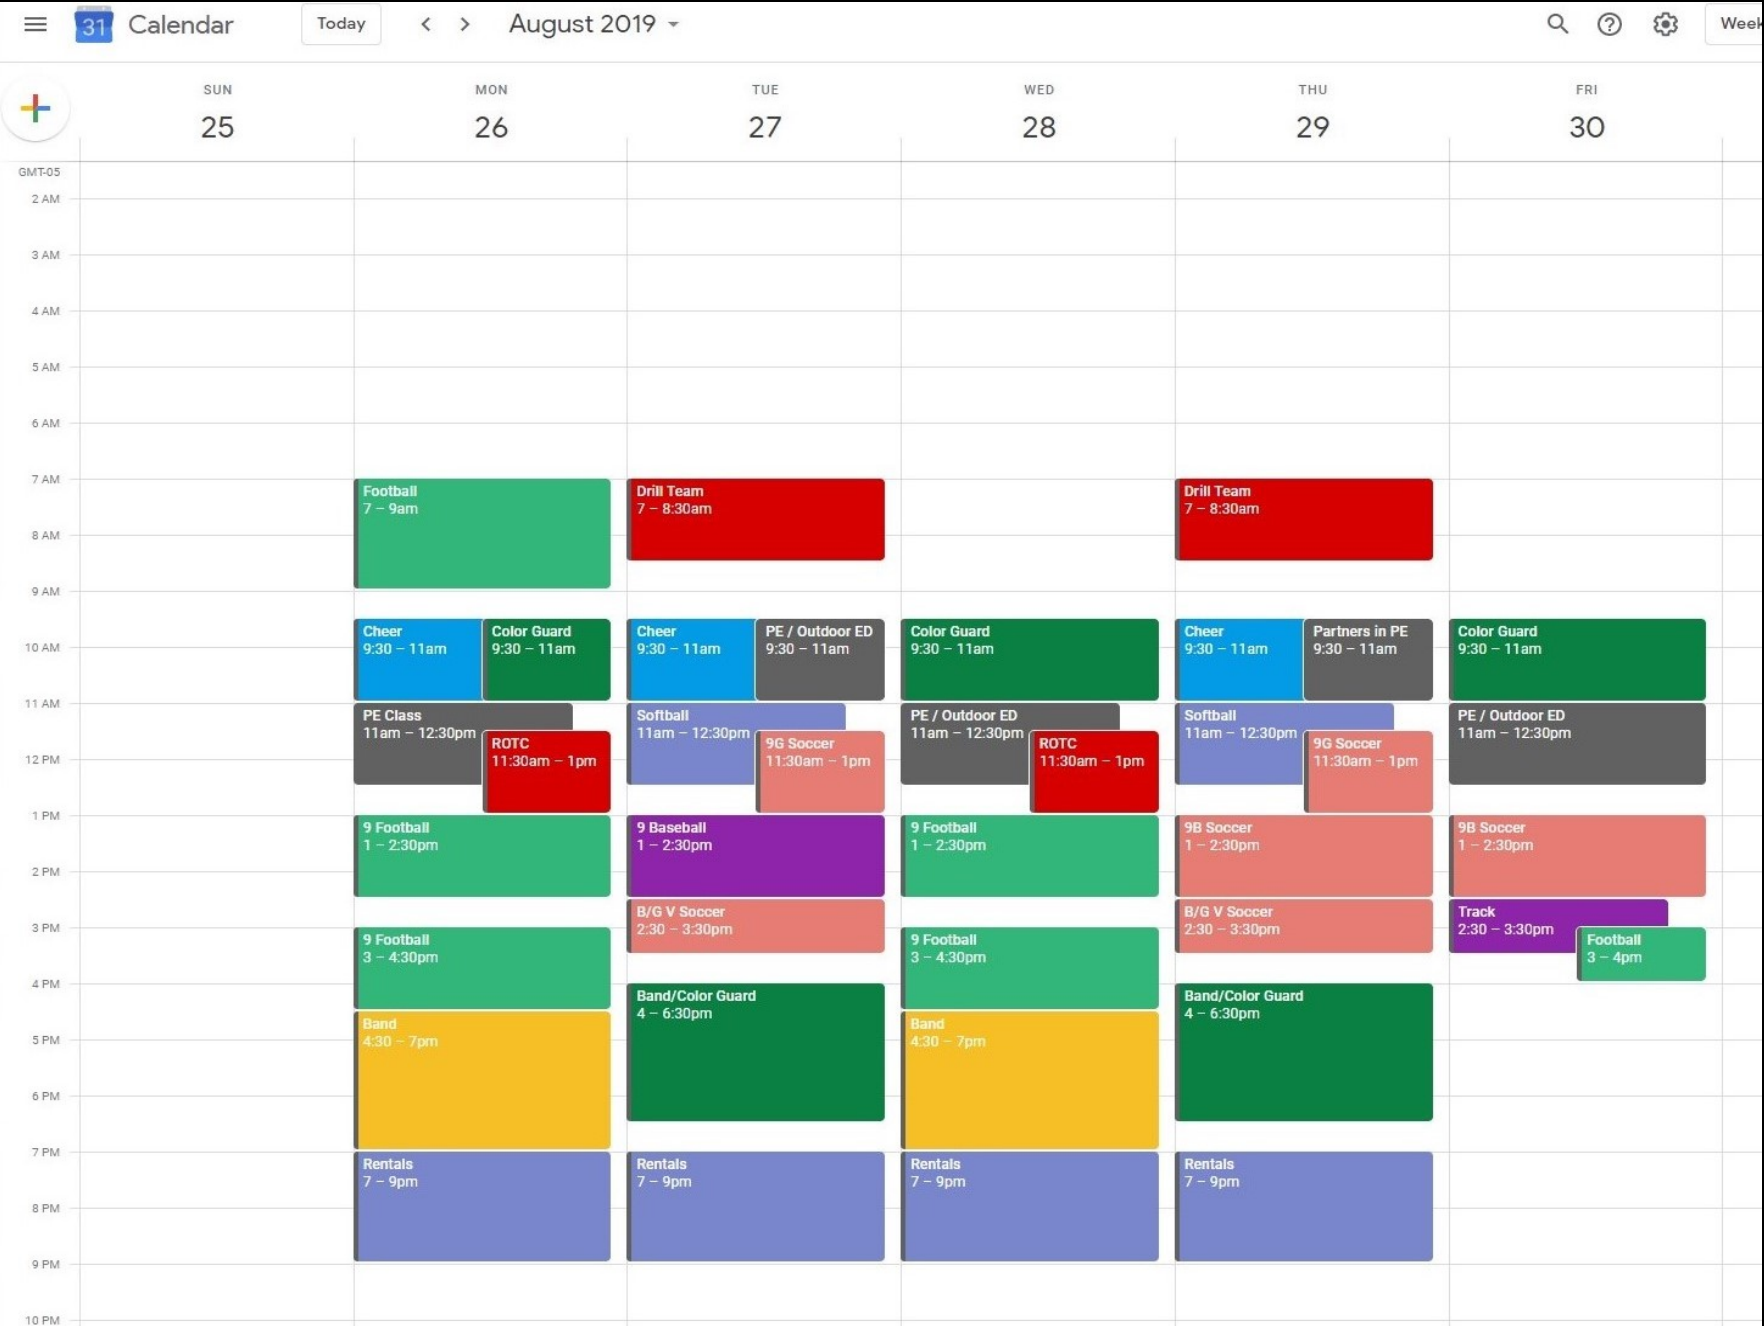 31 Calendar Today August 2019 Week
SUN MON TUE WED THU FRI
25 26 27 28 29 30
GMT-05
2 AM
3 AM
4 AM
5 AM
6 AM
7 AM
8 AM
9 AM
10 AM
11 AM
12 PM
1 PM
2 PM
3 PM
4 PM
5 PM
6 PM
7 PM
8 PM
9 PM
10 PM
Football
7 – 9am
Cheer
9:30 – 11am
Color Guard
9:30 – 11am
PE Class
11am – 12:30pm
ROTC
11:30am – 1pm
9 Football
1 – 2:30pm
9 Football
3 – 4:30pm
Band
4:30 – 7pm
Rentals
7 – 9pm
Drill Team
7 – 8:30am
Cheer
9:30 – 11am
PE / Outdoor ED
9:30 – 11am
Softball
11am – 12:30pm
9G Soccer
11:30am – 1pm
9 Baseball
1 – 2:30pm
B/G V Soccer
2:30 – 3:30pm
Band/Color Guard
4 – 6:30pm
Rentals
7 – 9pm
Color Guard
9:30 – 11am
PE / Outdoor ED
11am – 12:30pm
ROTC
11:30am – 1pm
9 Football
1 – 2:30pm
9 Football
3 – 4:30pm
Band
4:30 – 7pm
Rentals
7 – 9pm
Drill Team
7 – 8:30am
Cheer
9:30 – 11am
Partners in PE
9:30 – 11am
Softball
11am – 12:30pm
9G Soccer
11:30am – 1pm
9B Soccer
1 – 2:30pm
B/G V Soccer
2:30 – 3:30pm
Band/Color Guard
4 – 6:30pm
Rentals
7 – 9pm
Color Guard
9:30 – 11am
PE / Outdoor ED
11am – 12:30pm
9B Soccer
1 – 2:30pm
Track
2:30 – 3:30pm
Football
3 – 4pm